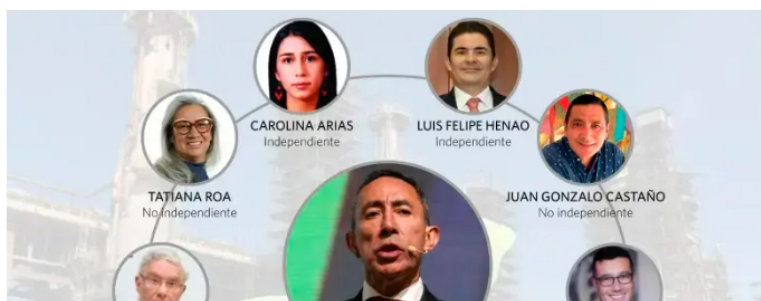 CAROLINA ARIAS
Independiente
LUIS FELIPE HENAO
Independiente
TATIANA ROA
No Independiente
JUAN GONZALO CASTAÑO
No independiente